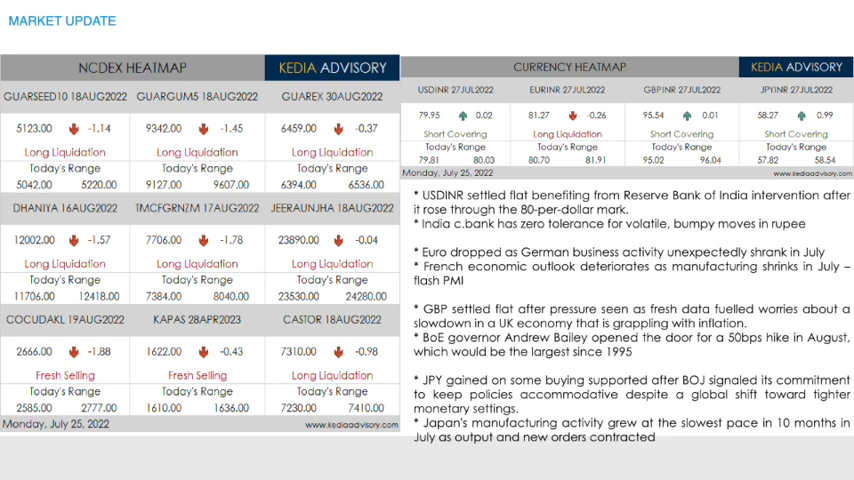 MARKET UPDATE
NCDEX HEATMAP KEDIA ADVISORY
GUARSEED10 18AUG2022 GUARGUM5 18AUG2022 GUAREX 30AUG2022
5123.00 -1.14 9342.00 -1.45 6459.00 -0.37
Long Liquidation Long Liquidation Long Liquidation
Today's Range Today's Range Today's Range
5042.00 5220.00 9127.00 9607.00 6394.00 6536.00
DHANIYA 16AUG2022 TMCFGRNZM 17AUG2022 JEERAUNJHA 18AUG2022
12002.00 -1.57 7706.00 -1.78 23890.00 -0.04
Long Liquidation Long Liquidation Long Liquidation
Today's Range Today's Range Today's Range
11706.00 12418.00 7384.00 8040.00 23530.00 24280.00
COCUDAKL 19AUG2022 KAPAS 28APR2023 CASTOR 18AUG2022
2666.00 -1.88 1622.00 -0.43 7310.00 -0.98
Fresh Selling Fresh Selling Long Liquidation
Today's Range Today's Range Today's Range
2585.00 2777.00 1610.00 1636.00 7230.00 7410.00
Monday, July 25, 2022 www.kediaadvisory.com
CURRENCY HEATMAP KEDIA ADVISORY
USDINR 27JUL2022 EURINR 27JUL2022 GBPINR 27JUL2022 JPYINR 27JUL2022
79.95 0.02 81.27 -0.26 95.54 0.01 58.27 0.99
Short Covering Long Liquidation Short Covering Short Covering
Today's Range Today's Range Today's Range Today's Range
79.81 80.03 80.70 81.91 95.02 96.04 57.82 58.54
Monday, July 25, 2022 www.kediaadvisory.com
* USDINR settled flat benefiting from Reserve Bank of India intervention after
it rose through the 80-per-dollar mark.
* India c.bank has zero tolerance for volatile, bumpy moves in rupee
* Euro dropped as German business activity unexpectedly shrank in July
* French economic outlook deteriorates as manufacturing shrinks in July –
flash PMI
* GBP settled flat after pressure seen as fresh data fuelled worries about a
slowdown in a UK economy that is grappling with inflation.
* BoE governor Andrew Bailey opened the door for a 50bps hike in August,
which would be the largest since 1995
* JPY gained on some buying supported after BOJ signaled its commitment
to keep policies accommodative despite a global shift toward tighter
monetary settings.
* Japan's manufacturing activity grew at the slowest pace in 10 months in
July as output and new orders contracted